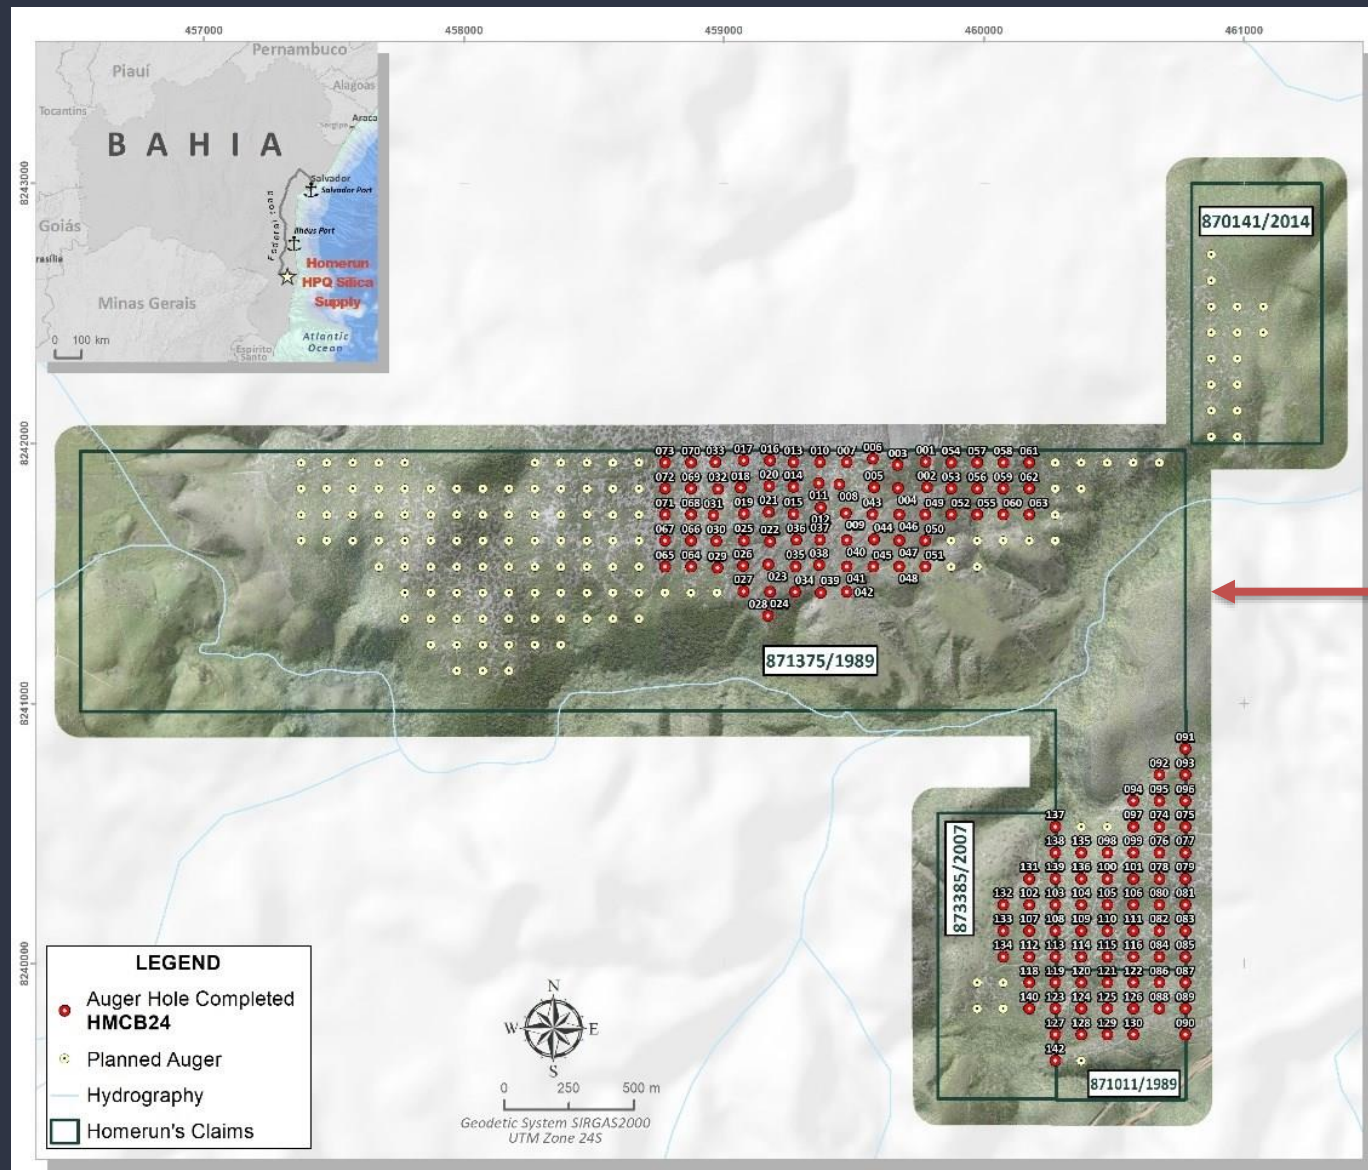 457000 458000 459000 460000 461000
8243000
8242000
8241000
8240000
Pernambuco
Piauí
Alagoas
Tocantins
Sergipe
Araca
BAHIA
Salvador
Salvador Port
Federal road
Ilhéus Port
Goiás
rasília
Homerun
HPQ Silica
Supply
Minas Gerais
Atlantic
Ocean
Espírito
Santo
0 100 km
870141/2014
073 070 033 017 016 013 010 007 006 003 001 054 057 058 061
072 069 032 018 020 014 005 002 053 056 059 062
071 068 031 019 021 015 011 008 043 004 049 052 055 060 063
067 066 030 025 022 036 037 012 009 044 046 050
065 064 029 026 035 038 040 045 047 051
027 023 034 039 041 048
028 024 042
871375/1989
091
092 093
094 095 096
137 097 074 075
138 135 098 099 076 077
131 139 136 100 101 078 079
132 102 103 104 105 106 080 081
133 107 108 109 110 111 082 083
134 112 113 114 115 116 084 085
118 119 120 121 122 086 087
140 123 124 125 126 088 089
127 128 129 130 090
142
873385/2007
871011/1989
LEGEND
Auger Hole Completed
HMCB24
Planned Auger
Hydrography
Homerun's Claims
N
W E
S
0 250 500 m
Geodetic System SIRGAS2000
UTM Zone 24S